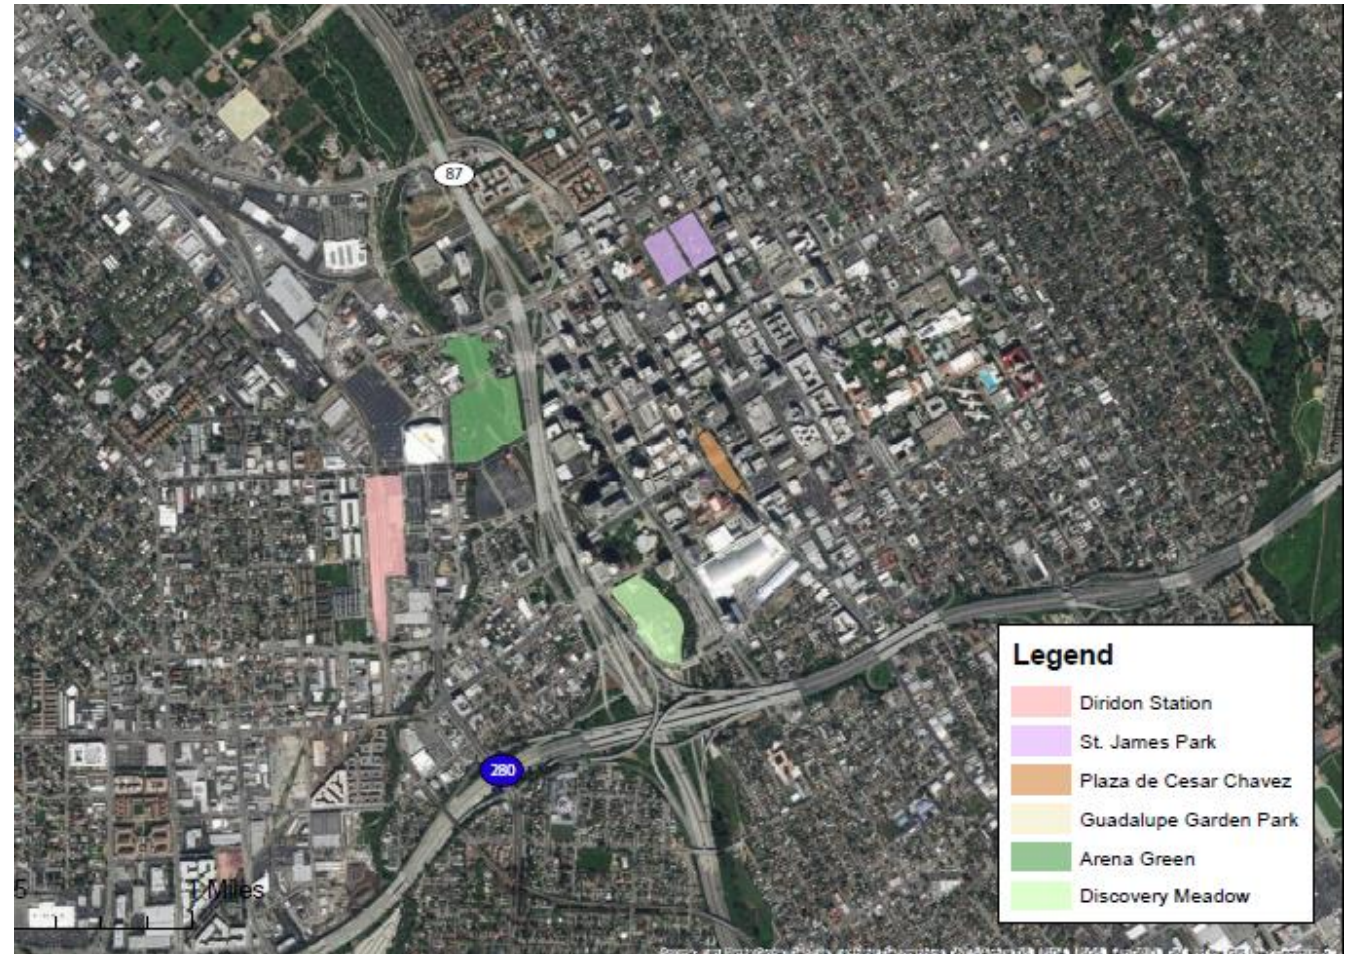 87
280
5
1 Miles
Legend
Diridon Station
St. James Park
Plaza de Cesar Chavez
Guadalupe Garden Park
Arena Green
Discovery Meadow